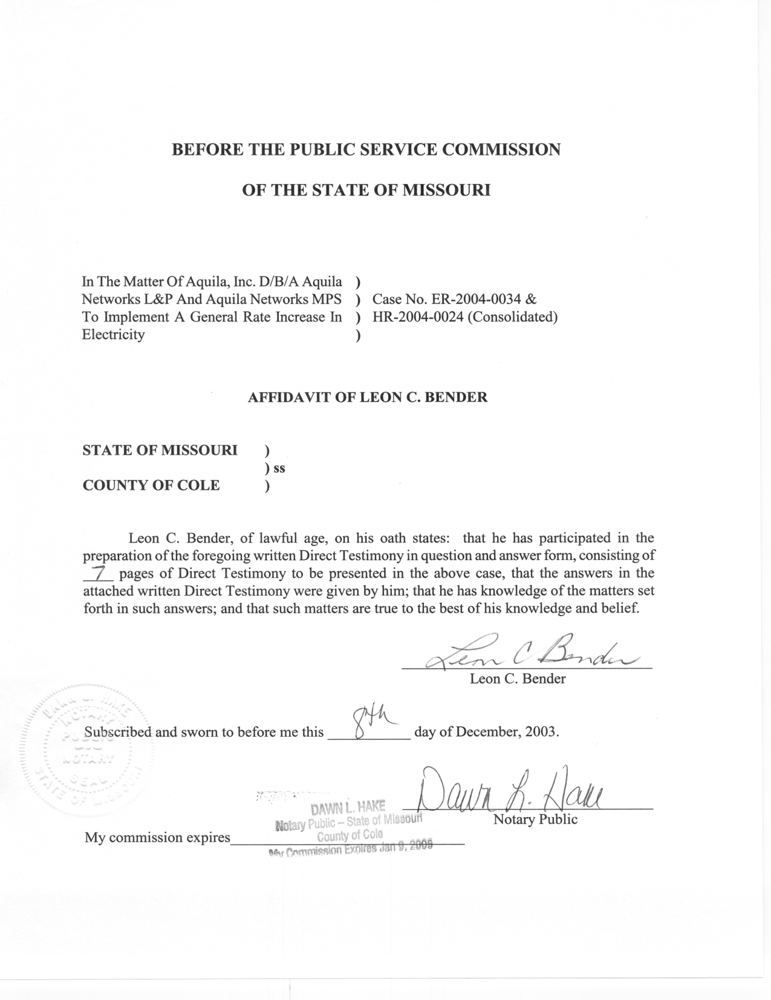 BEFORE THE PUBLIC SERVICE COMMISSION
OF THE STATE OF MISSOURI
In The Matter Of Aquila, Inc. D/B/A Aquila )
Networks L&P And Aquila Networks MPS ) Case No. ER-2004-0034 &
To Implement A General Rate Increase In ) HR-2004-0024 (Consolidated)
Electricity )
AFFIDAVIT OF LEON C. BENDER
STATE OF MISSOURI )
) ss
COUNTY OF COLE )
Leon C. Bender, of lawful age, on his oath states: that he has participated in the
preparation of the foregoing written Direct Testimony in question and answer form, consisting of
7 pages of Direct Testimony to be presented in the above case, that the answers in the
attached written Direct Testimony were given by him; that he has knowledge of the matters set
forth in such answers; and that such matters are true to the best of his knowledge and belief.
Leon C Bender
Leon C. Bender
DAWN L. HAKE
NOTARY
PUBLIC
NOTARY
SEAL
STATE OF MISSOURI
Subscribed and sworn to before me this 8th day of December, 2003.
Dawn L. Hake
Notary Public
DAWN L. HAKE
Notary Public – State of Missouri
County of Cole
My Commission Expires Jan 9,
My commission expires